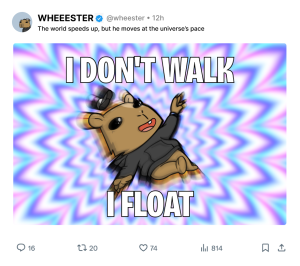 WHEEESTER @wheester • 12h
The world speeds up, but he moves at the universe's pace
I DON'T WALK
I FLOAT
16 20 74 814